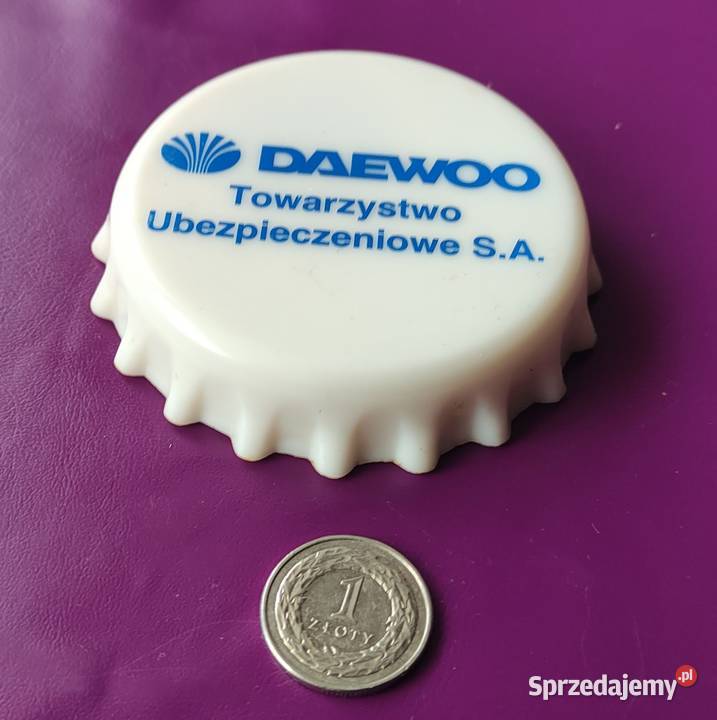 DAEWOO
Towarzystwo
Ubezpieczeniowe S.A.
1
ZŁOTY
Sprzedajemy.pl